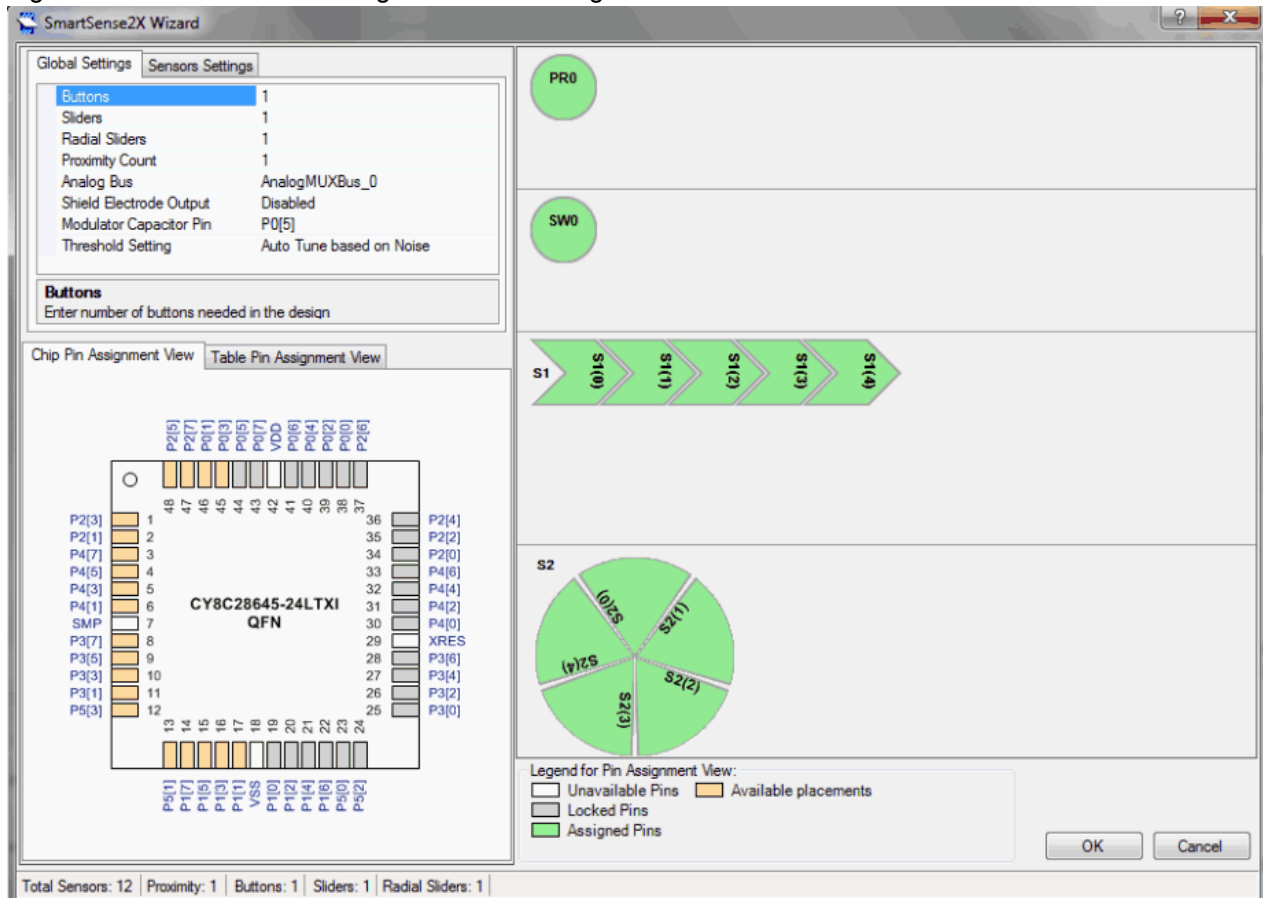 SmartSense2X Wizard
?
Global Settings Sensors Settings
Buttons 1
Sliders 1
Radial Sliders 1
Proximity Count 1
Analog Bus AnalogMUXBus_0
Shield Electrode Output Disabled
Modulator Capacitor Pin P0[5]
Threshold Setting Auto Tune based on Noise
Buttons
Enter number of buttons needed in the design
Chip Pin Assignment View Table Pin Assignment View
P2[5] P2[7] P0[1] P0[3] P0[5] P0[7] VDD P0[6] P0[4] P0[2] P0[0] P2[6]
48 47 46 45 44 43 42 41 40 39 38 37
P2[3] 1 36 P2[4]
P2[1] 2 35 P2[2]
P4[7] 3 34 P2[0]
P4[5] 4 33 P4[6]
P4[3] 5 32 P4[4]
P4[1] 6 CY8C28645-24LTXI 31 P4[2]
SMP 7 QFN 30 P4[0]
P3[7] 8 29 XRES
P3[5] 9 28 P3[6]
P3[3] 10 27 P3[4]
P3[1] 11 26 P3[2]
P5[3] 12 25 P3[0]
13 14 15 16 17 18 19 20 21 22 23 24
P5[1] P1[7] P1[5] P1[3] P1[1] VSS P1[0] P1[2] P1[4] P1[6] P5[0] P5[2]
PR0
SW0
S1 S1(0) S1(1) S1(2) S1(3) S1(4)
S2
S2(0) S2(1)
S2(4) S2(2)
S2(3)
Legend for Pin Assignment View:
Unavailable Pins Available placements
Locked Pins
Assigned Pins
OK Cancel
Total Sensors: 12 Proximity: 1 Buttons: 1 Sliders: 1 Radial Sliders: 1